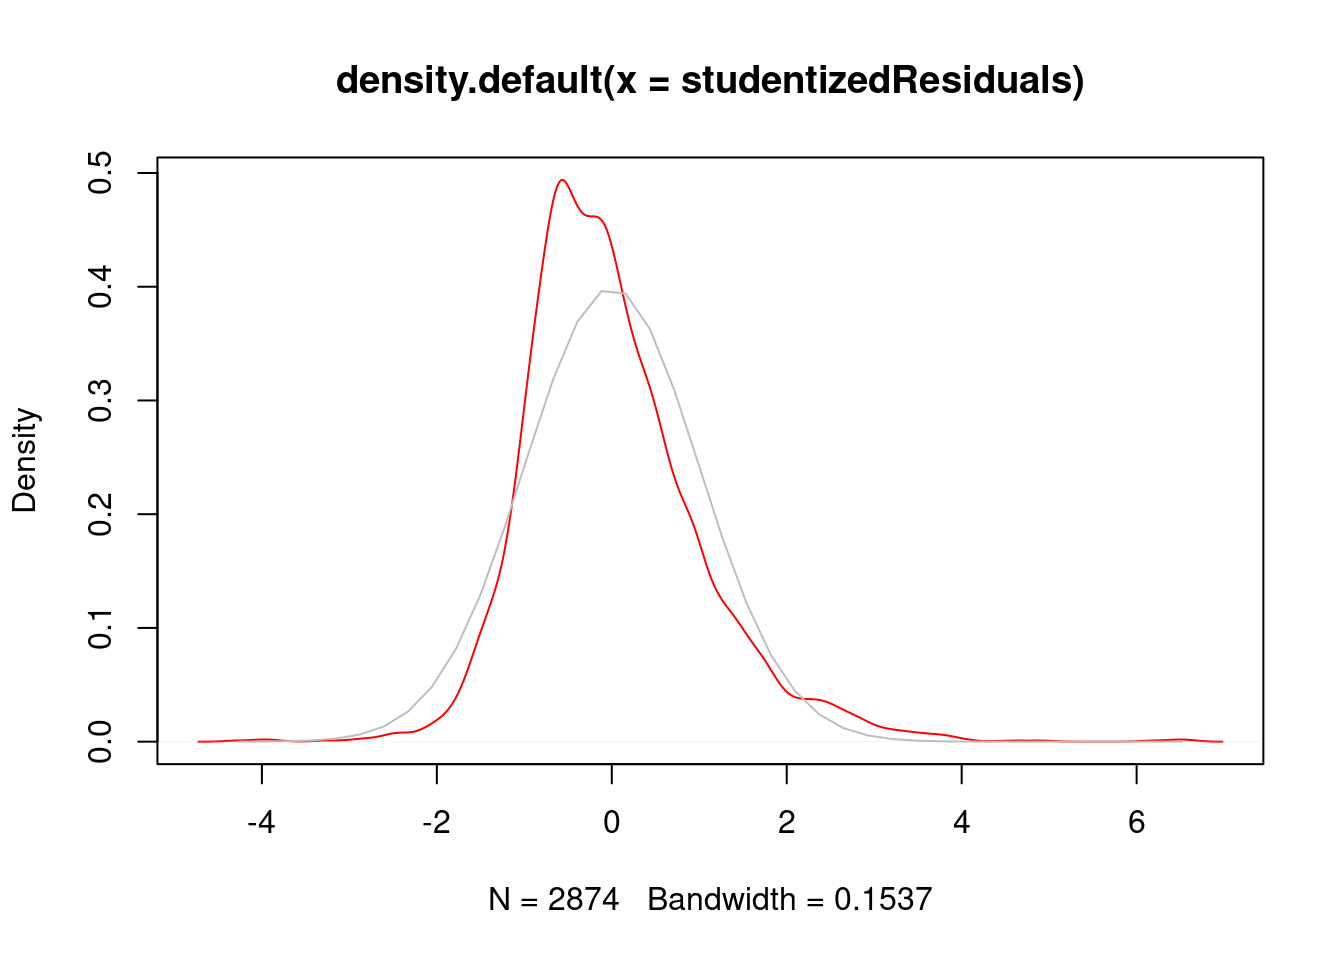 density.default(x = studentizedResiduals)
Density
0.5
0.4
0.3
0.2
0.1
0.0
-4 -2 0 2 4 6
N = 2874 Bandwidth = 0.1537